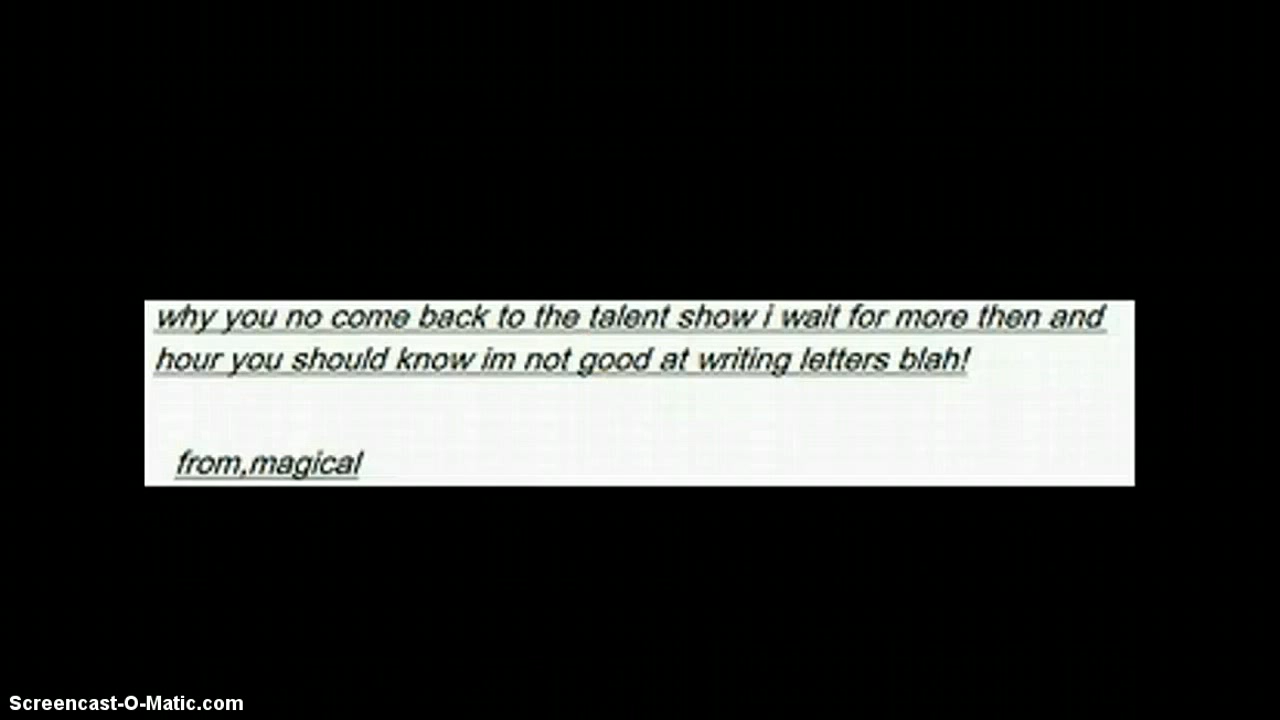 why you no come back to the talent show i wait for more then and
hour you should know im not good at writing letters blah!
from,magical
Screencast-O-Matic.com